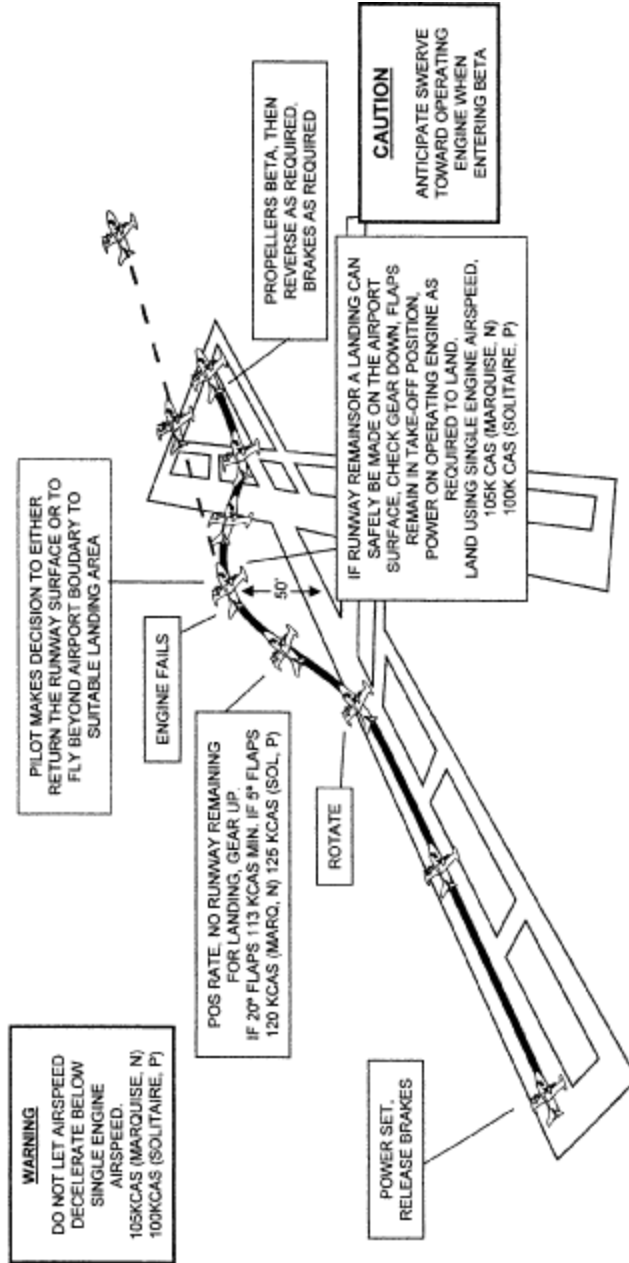 WARNING
DO NOT LET AIRSPEED
DECELERATE BELOW
SINGLE ENGINE
AIRSPEED.
105KCAS (MARQUISE, N)
100KCAS (SOLITAIRE, P)
PILOT MAKES DECISION TO EITHER
RETURN THE RUNWAY SURFACE OR TO
FLY BEYOND AIRPORT BOUDARY TO
SUITABLE LANDING AREA
ENGINE FAILS
POS RATE, NO RUNWAY REMAINING
FOR LANDING, GEAR UP.
IF 20° FLAPS 113 KCAS MIN. IF 5° FLAPS
120 KCAS (MARQ, N) 125 KCAS (SOL, P)
ROTATE
POWER SET,
RELEASE BRAKES
50'
PROPELLERS BETA, THEN
REVERSE AS REQUIRED,
BRAKES AS REQUIRED
IF RUNWAY REMAINSOR A LANDING CAN
SAFELY BE MADE ON THE AIRPORT
SURFACE, CHECK GEAR DOWN, FLAPS
REMAIN IN TAKE-OFF POSITION,
POWER ON OPERATING ENGINE AS
REQUIRED TO LAND.
LAND USING SINGLE ENGINE AIRSPEED,
105K CAS (MARQUISE, N)
100K CAS (SOLITAIRE, P)
CAUTION
ANTICIPATE SWERVE
TOWARD OPERATING
ENGINE WHEN
ENTERING BETA